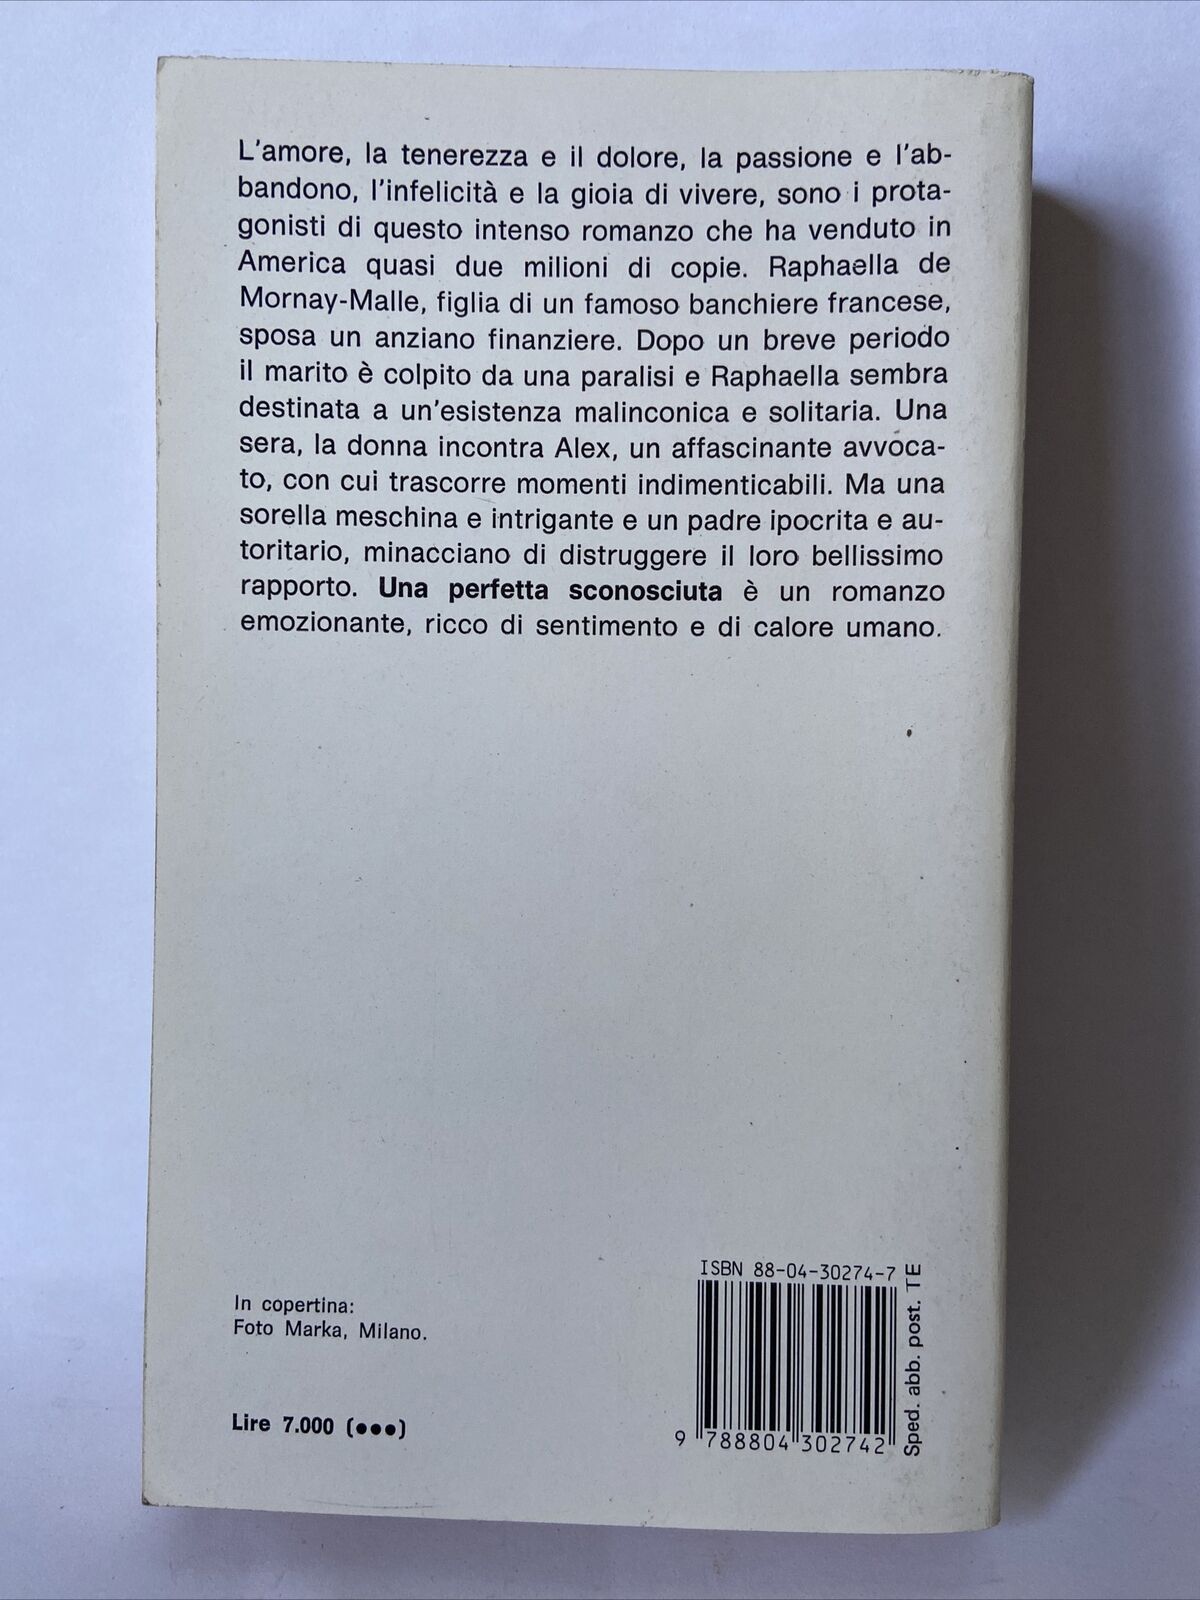 L'amore, la tenerezza e il dolore, la passione e l'ab-
bandono, l'infelicità e la gioia di vivere, sono i prota-
gonisti di questo intenso romanzo che ha venduto in
America quasi due milioni di copie. Raphaella de
Mornay-Malle, figlia di un famoso banchiere francese,
sposa un anziano finanziere. Dopo un breve periodo
il marito è colpito da una paralisi e Raphaella sembra
destinata a un'esistenza malinconica e solitaria. Una
sera, la donna incontra Alex, un affascinante avvoca-
to, con cui trascorre momenti indimenticabili. Ma una
sorella meschina e intrigante e un padre ipocrita e au-
toritario, minacciano di distruggere il loro bellissimo
rapporto. Una perfetta sconosciuta è un romanzo
emozionante, ricco di sentimento e di calore umano.
In copertina:
Foto Marka, Milano.
Lire 7.000 (●●●)
ISBN 88-04-30274-7
9 788804 302742
Sped. abb. post. TE